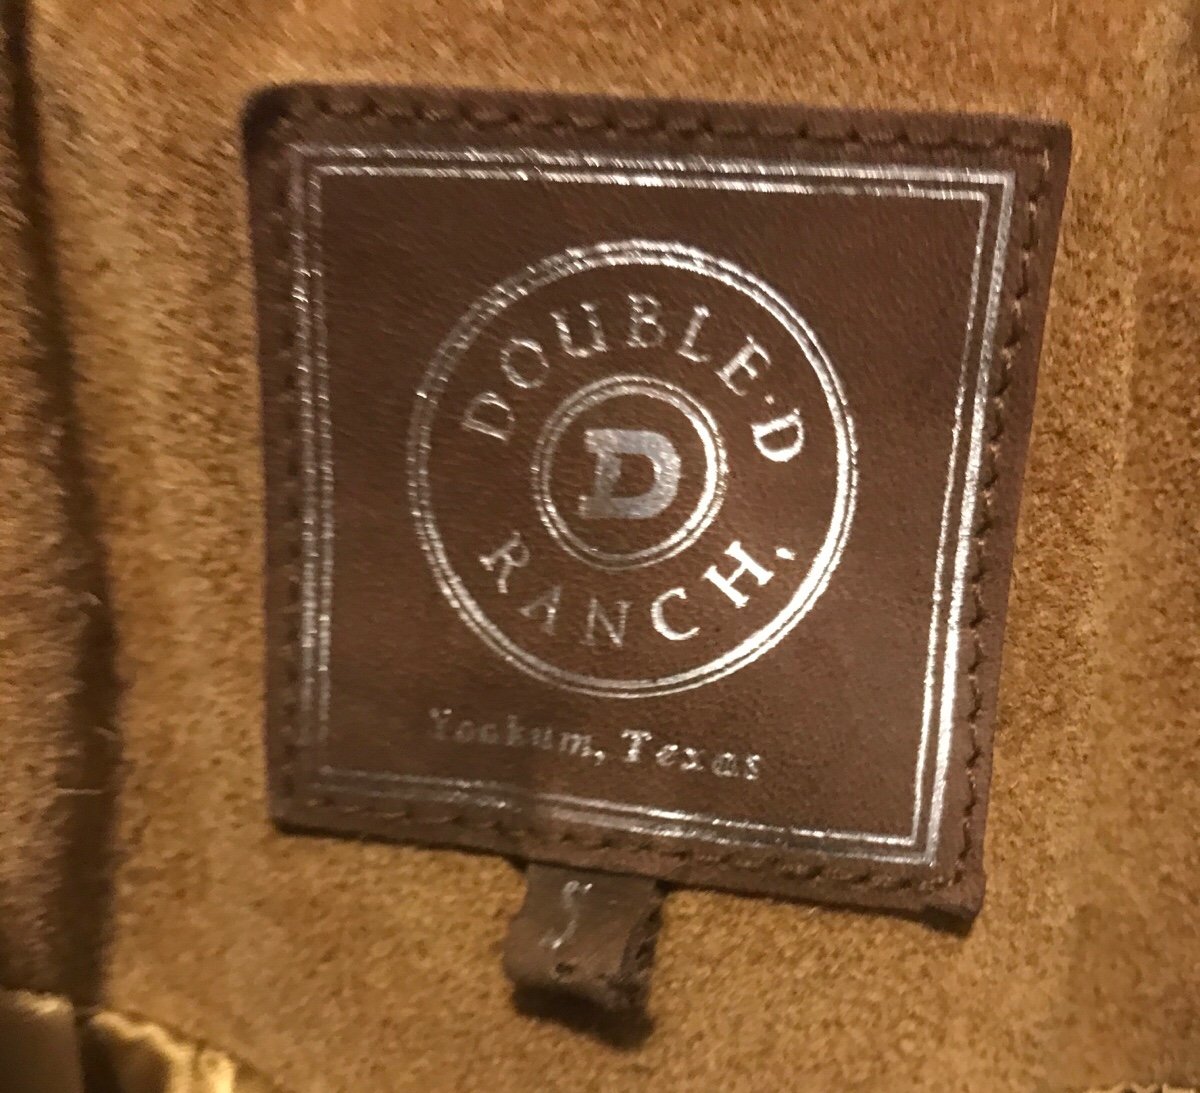 DOUBLE·D
D
RANCH.
Yoakum, Texas
S